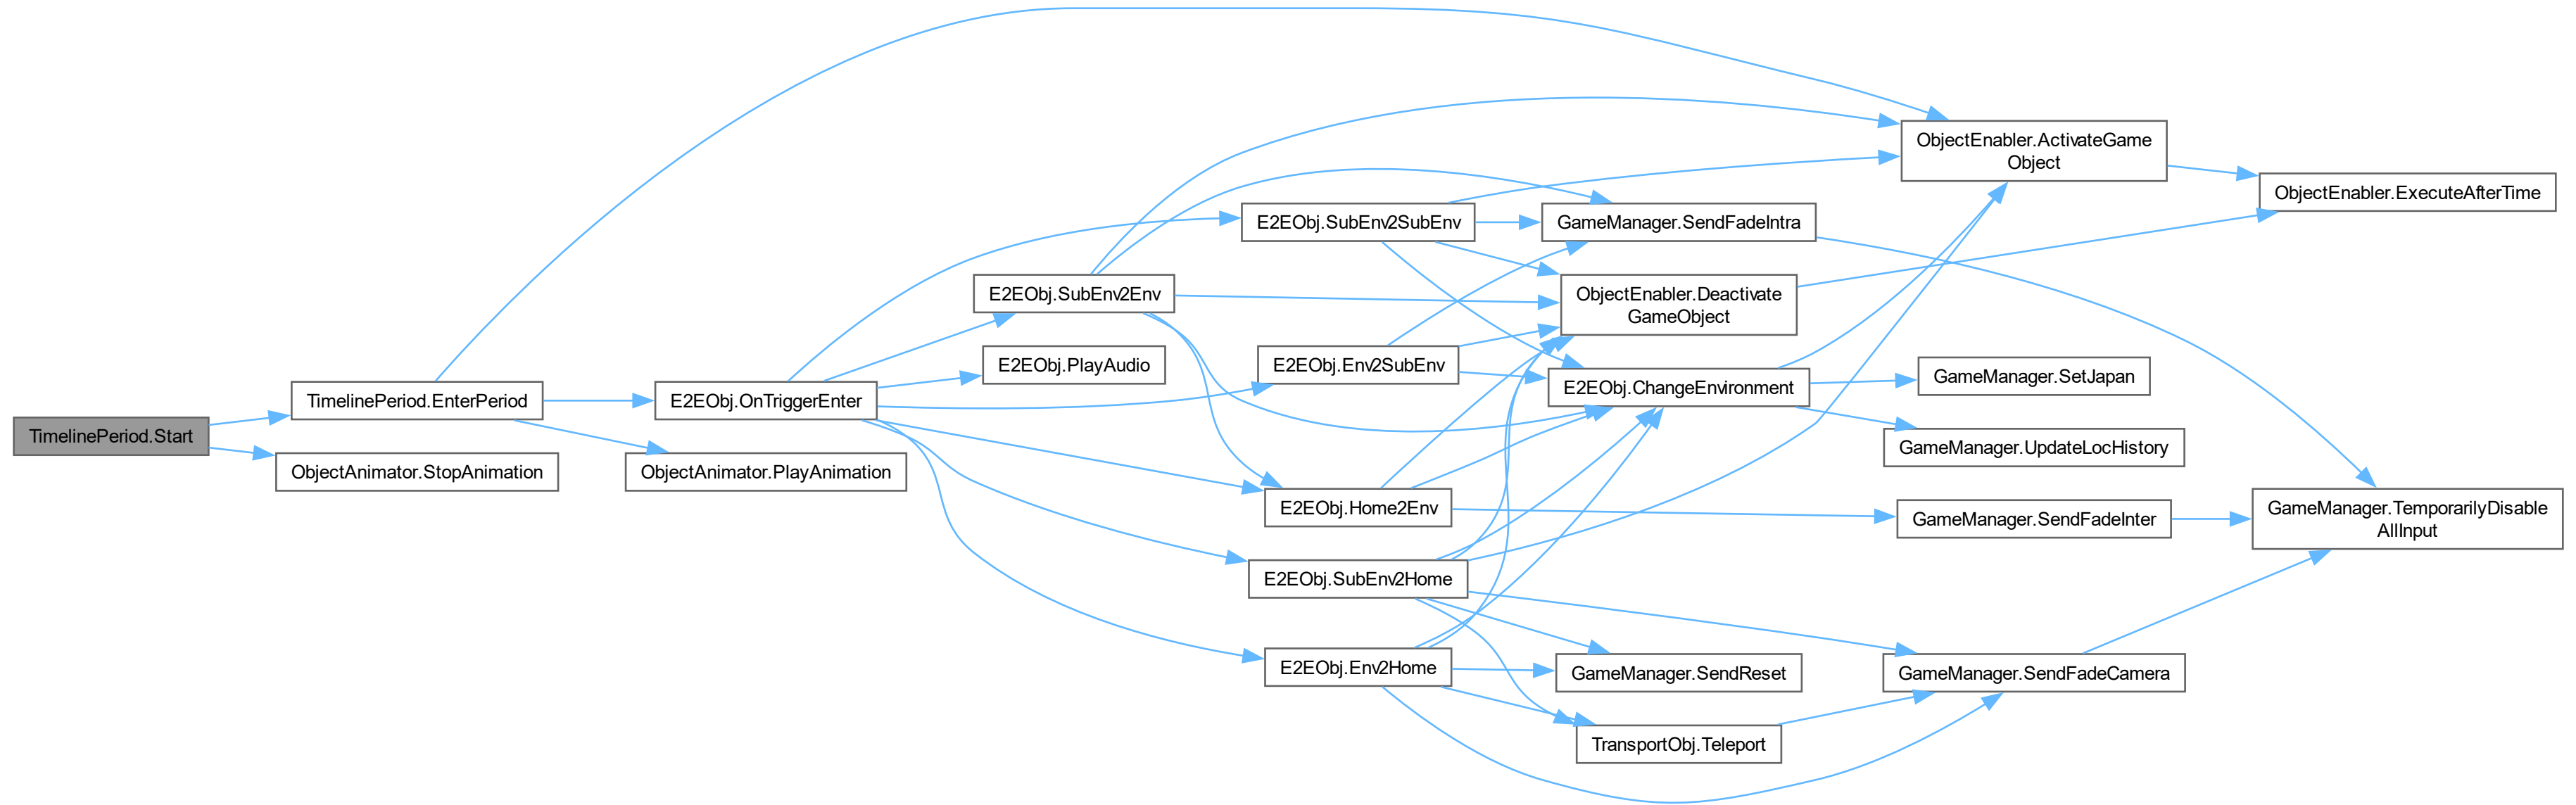 TimelinePeriod.Start
TimelinePeriod.EnterPeriod
ObjectAnimator.StopAnimation
E2EObj.OnTriggerEnter
ObjectAnimator.PlayAnimation
E2EObj.SubEnv2Env
E2EObj.PlayAudio
E2EObj.SubEnv2SubEnv
E2EObj.Env2SubEnv
E2EObj.Home2Env
E2EObj.SubEnv2Home
E2EObj.Env2Home
GameManager.SendFadeIntra
ObjectEnabler.Deactivate
GameObject
E2EObj.ChangeEnvironment
GameManager.SendReset
TransportObj.Teleport
ObjectEnabler.ActivateGame
Object
GameManager.SetJapan
GameManager.UpdateLocHistory
GameManager.SendFadeInter
GameManager.SendFadeCamera
ObjectEnabler.ExecuteAfterTime
GameManager.TemporarilyDisable
AllInput